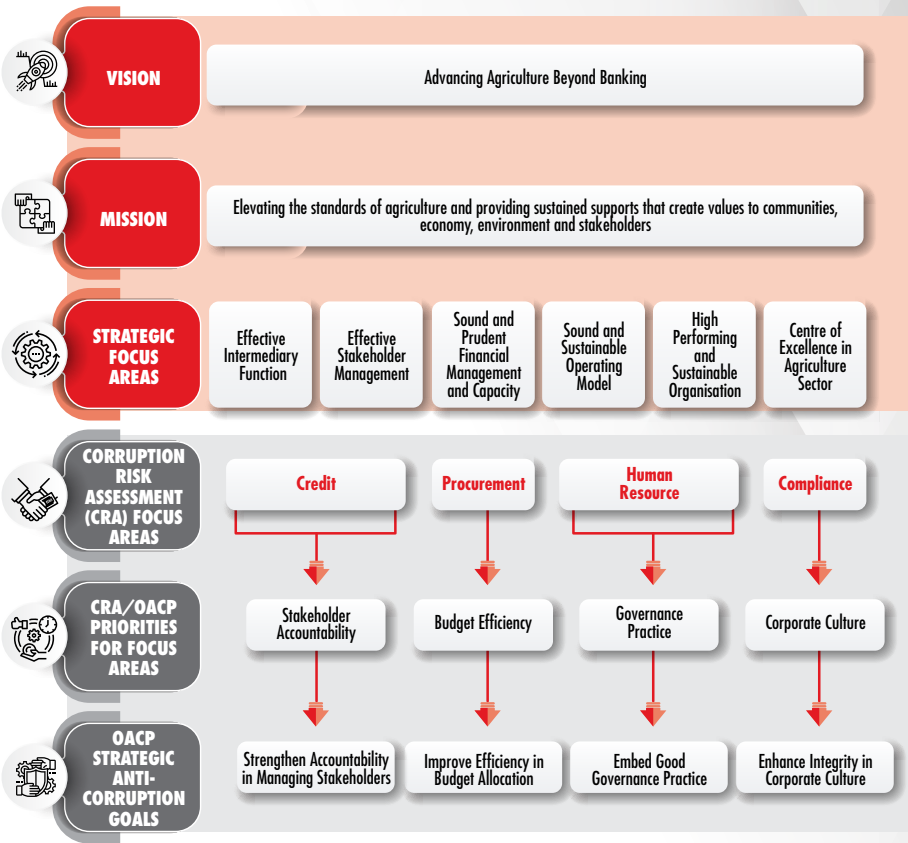 VISION
Advancing Agriculture Beyond Banking
MISSION
Elevating the standards of agriculture and providing sustained supports that create values to communities,
economy, environment and stakeholders
STRATEGIC
FOCUS
AREAS
Effective
Intermediary
Function
Effective
Stakeholder
Management
Sound and
Prudent
Financial
Management
and Capacity
Sound and
Sustainable
Operating
Model
High
Performing
and
Sustainable
Organisation
Centre of
Excellence in
Agriculture
Sector
CORRUPTION
RISK
ASSESSMENT
(CRA) FOCUS
AREAS
Credit
Procurement
Human
Resource
Compliance
CRA/OACP
PRIORITIES
FOR FOCUS
AREAS
Stakeholder
Accountability
Budget Efficiency
Governance
Practice
Corporate Culture
OACP
STRATEGIC
ANTI-
CORRUPTION
GOALS
Strengthen Accountability
in Managing Stakeholders
Improve Efficiency in
Budget Allocation
Embed Good
Governance Practice
Enhance Integrity in
Corporate Culture